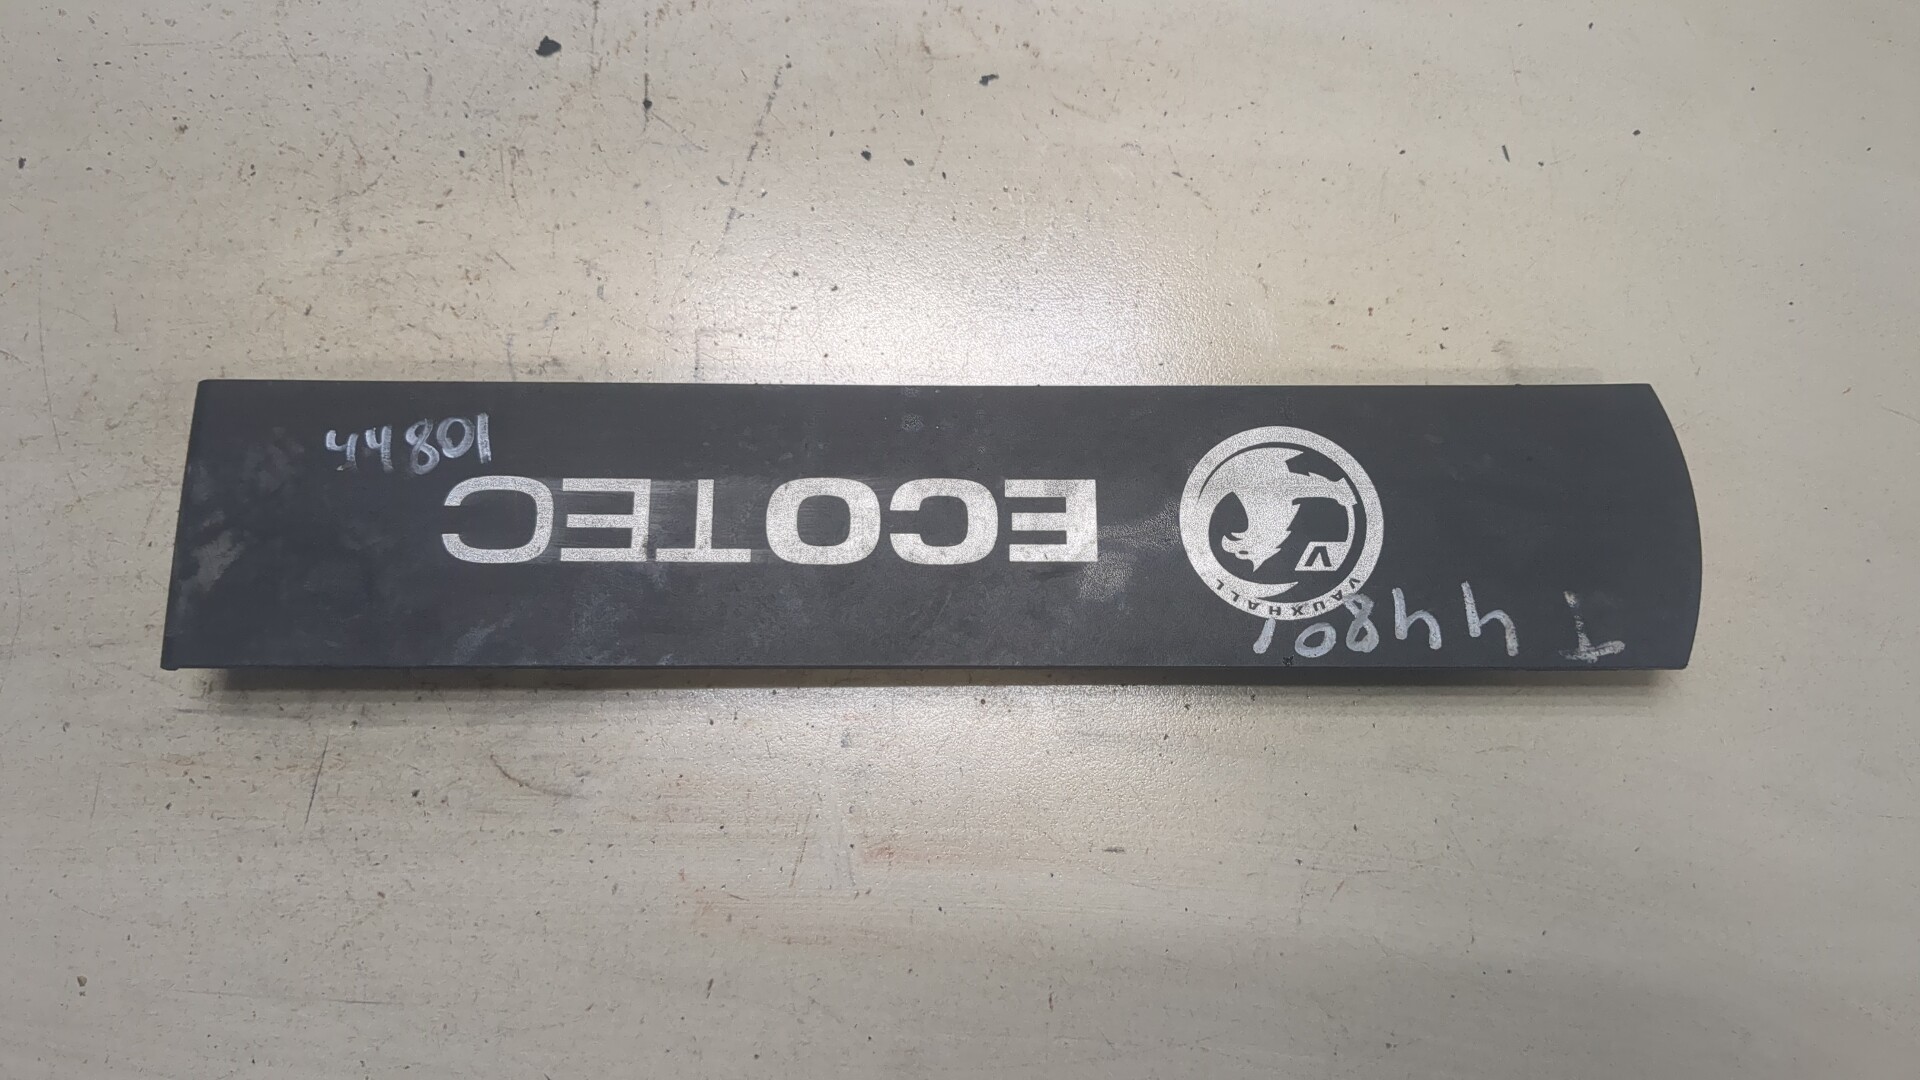 44801
ECOTEC
V
VAUXHALL
T 44801